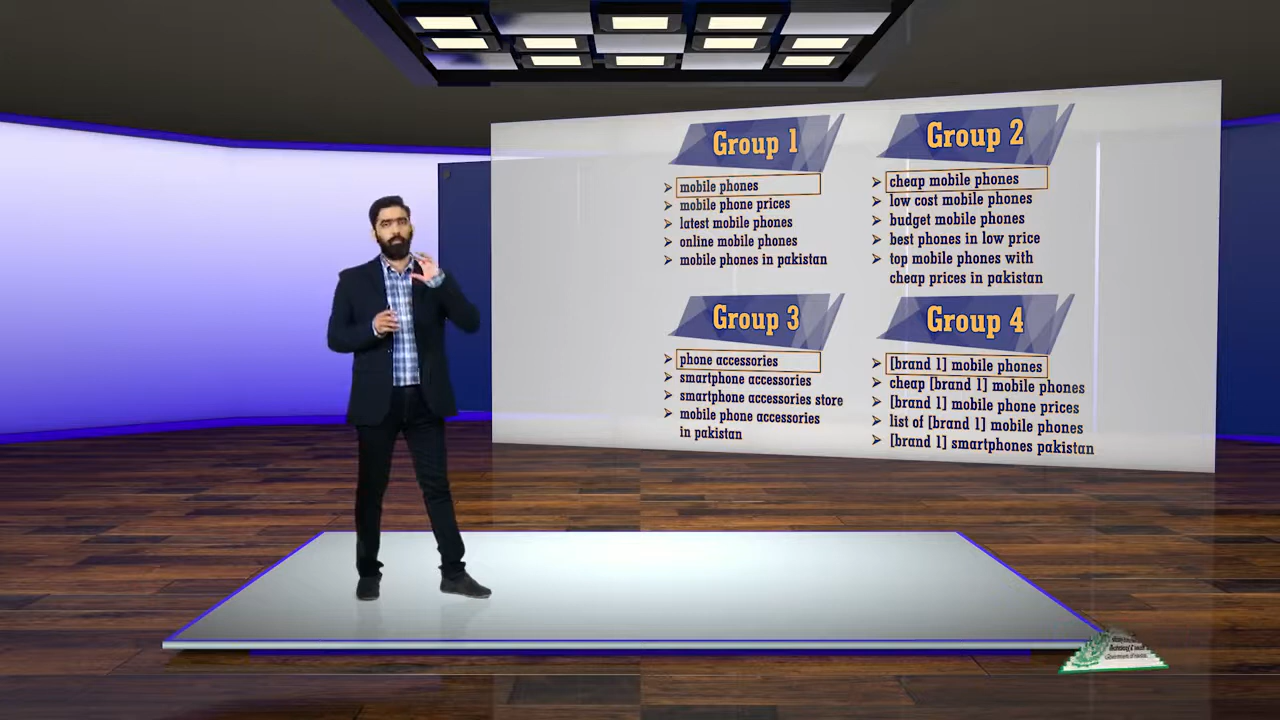 Group 1
mobile phones
mobile phone prices
latest mobile phones
online mobile phones
mobile phones in pakistan
Group 2
cheap mobile phones
low cost mobile phones
budget mobile phones
best phones in low price
top mobile phones with
cheap prices in pakistan
Group 3
phone accessories
smartphone accessories
smartphone accessories store
mobile phone accessories
in pakistan
Group 4
[brand 1] mobile phones
cheap [brand 1] mobile phones
[brand 1] mobile phone prices
list of [brand 1] mobile phones
[brand 1] smartphones pakistan